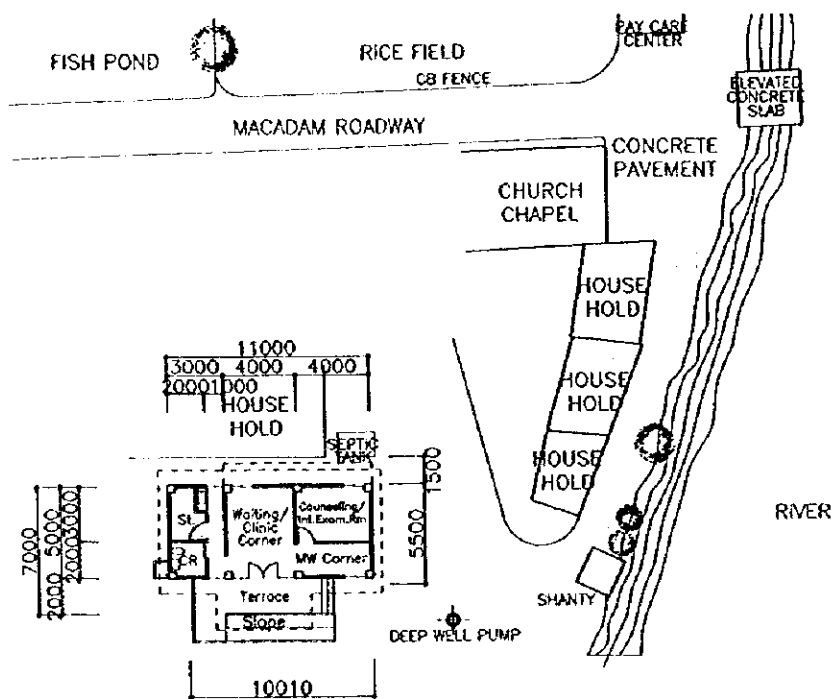 FISH POND
RICE FIELD
CB FENCE
DAY CARE
CENTER
ELEVATED
CONCRETE
SLAB
MACADAM ROADWAY
CONCRETE
PAVEMENT
CHURCH
CHAPEL
HOUSE
HOLD
HOUSE
HOLD
HOUSE
HOLD
11000
3000 4000 4000
2000 1000
HOUSE
HOLD
SEPTIC
TANK
1500
5500
7000
5000
2000
3000
2000
St.
Waiting/
Clinic
Corner
Counseling/
Int.Exam.Rm
CR
MW Corner
Terrace
Slope
DEEP WELL PUMP
SHANTY
RIVER
10010